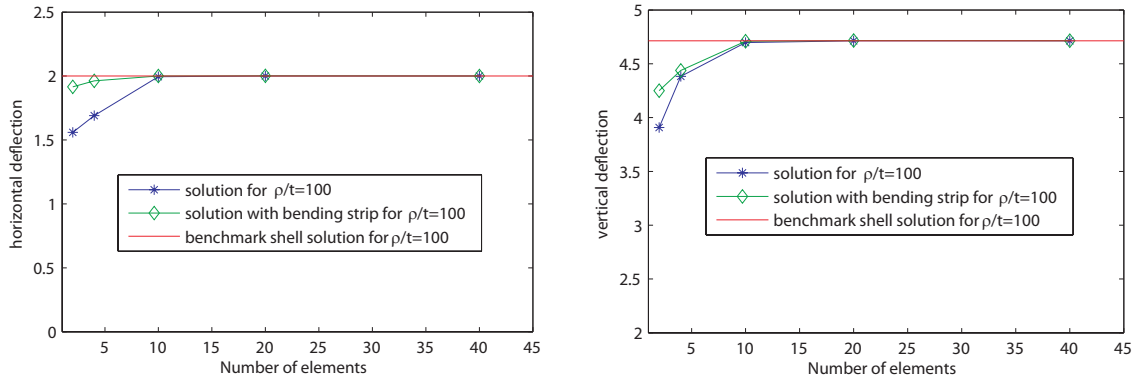 2.5
2
1.5
1
0.5
0
horizontal deflection
solution for ρ/t=100
solution with bending strip for ρ/t=100
benchmark shell solution for ρ/t=100
5 10 15 20 25 30 35 40 45
Number of elements
5
4.5
4
3.5
3
2.5
2
vertical deflection
solution for ρ/t=100
solution with bending strip for ρ/t=100
benchmark shell solution for ρ/t=100
5 10 15 20 25 30 35 40 45
Number of elements